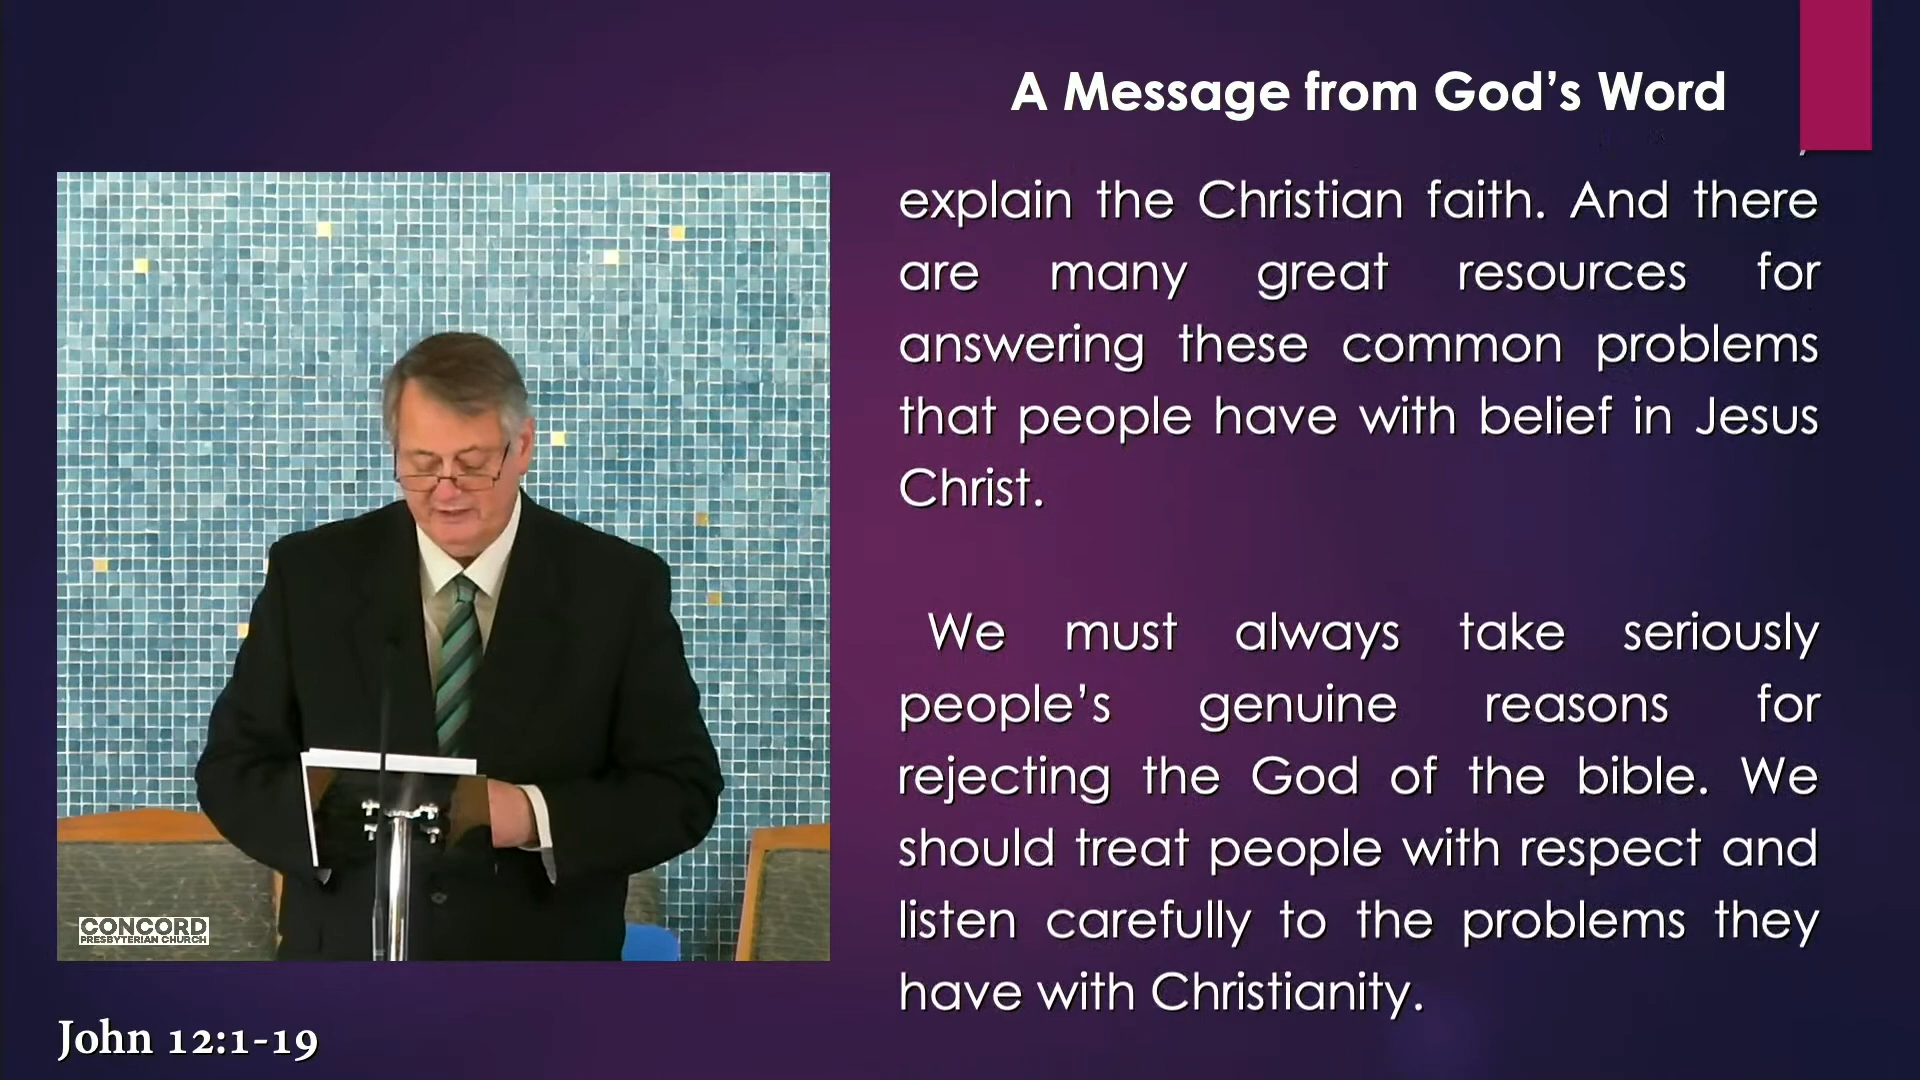 A Message from God’s Word
explain the Christian faith. And there
are many great resources for
answering these common problems
that people have with belief in Jesus
Christ.
We must always take seriously
people’s genuine reasons for
rejecting the God of the bible. We
should treat people with respect and
listen carefully to the problems they
have with Christianity.
CONCORD
PRESBYTERIAN CHURCH
John 12:1-19